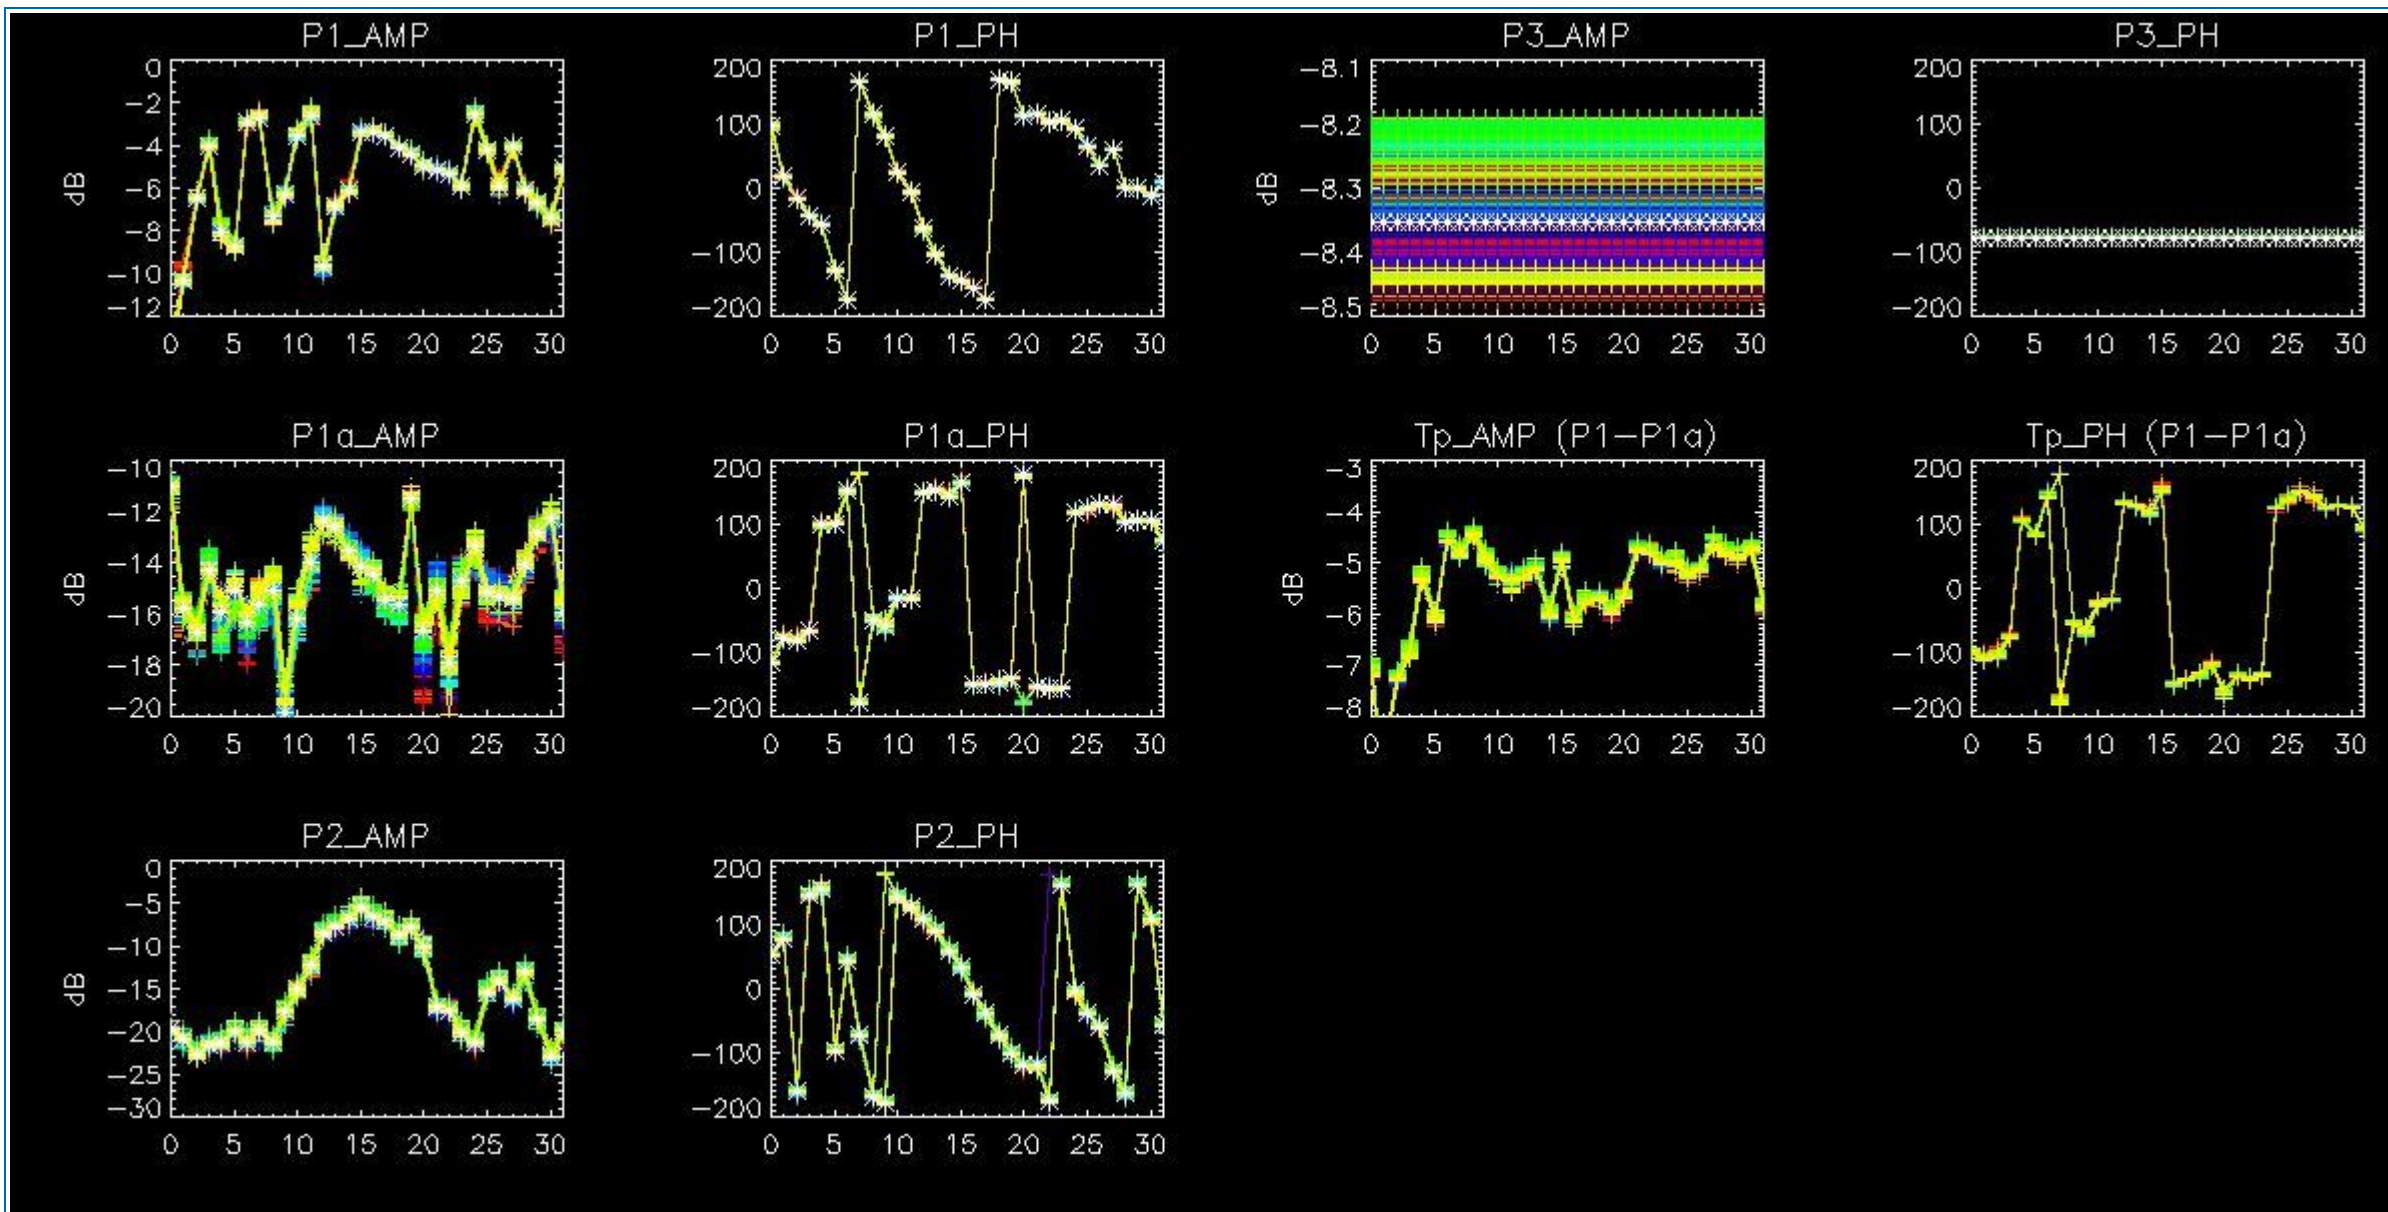 P1_AMP
P1_PH
P3_AMP
P3_PH
0
−2
−4
−6
−8
−10
−12
dB
0 5 10 15 20 25 30
200
100
0
−100
−200
0 5 10 15 20 25 30
−8.1
−8.2
−8.3
−8.4
−8.5
dB
0 5 10 15 20 25 30
200
100
0
−100
−200
0 5 10 15 20 25 30
P1a_AMP
P1a_PH
Tp_AMP (P1−P1a)
Tp_PH (P1−P1a)
−10
−12
−14
−16
−18
−20
dB
0 5 10 15 20 25 30
200
100
0
−100
−200
0 5 10 15 20 25 30
−3
−4
−5
−6
−7
−8
dB
0 5 10 15 20 25 30
200
100
0
−100
−200
0 5 10 15 20 25 30
P2_AMP
P2_PH
0
−5
−10
−15
−20
−25
−30
dB
0 5 10 15 20 25 30
200
100
0
−100
−200
0 5 10 15 20 25 30